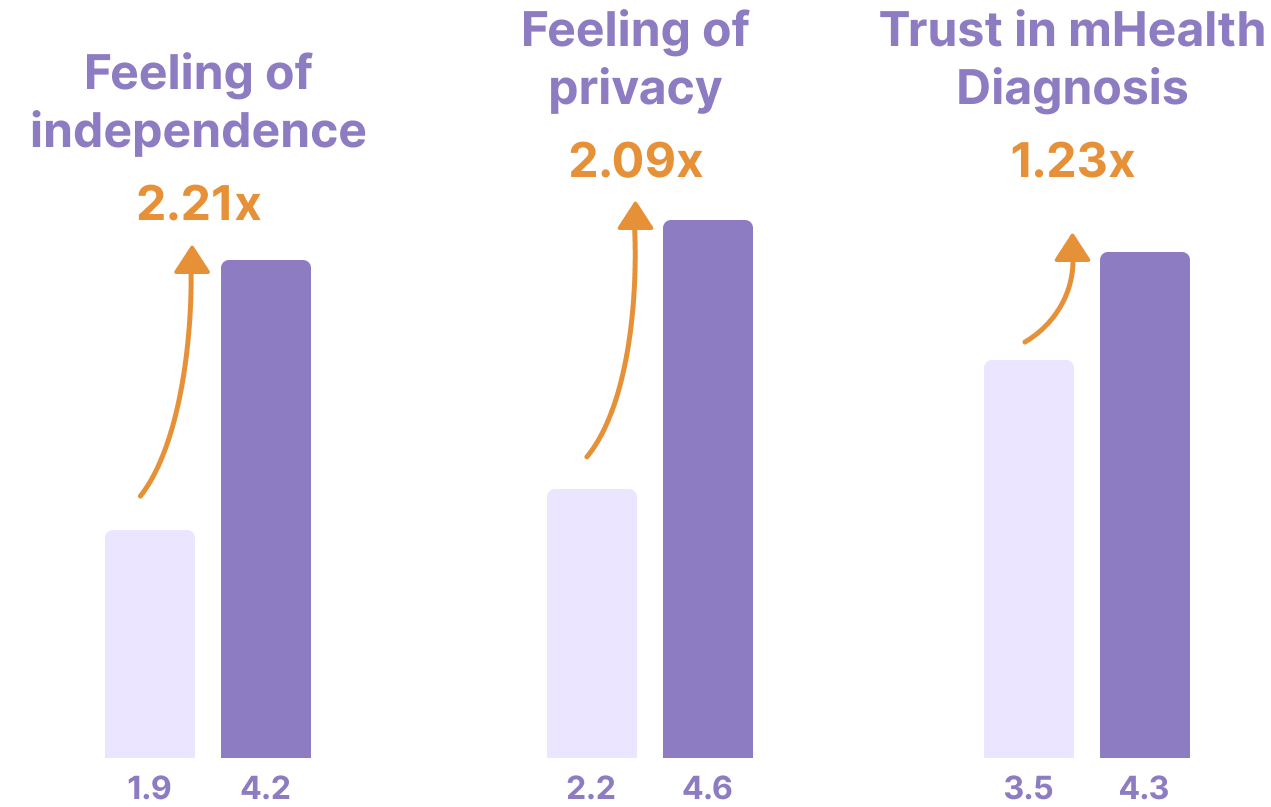 Feeling of
independence
2.21x
1.9 4.2
Feeling of
privacy
2.09x
2.2 4.6
Trust in mHealth
Diagnosis
1.23x
3.5 4.3